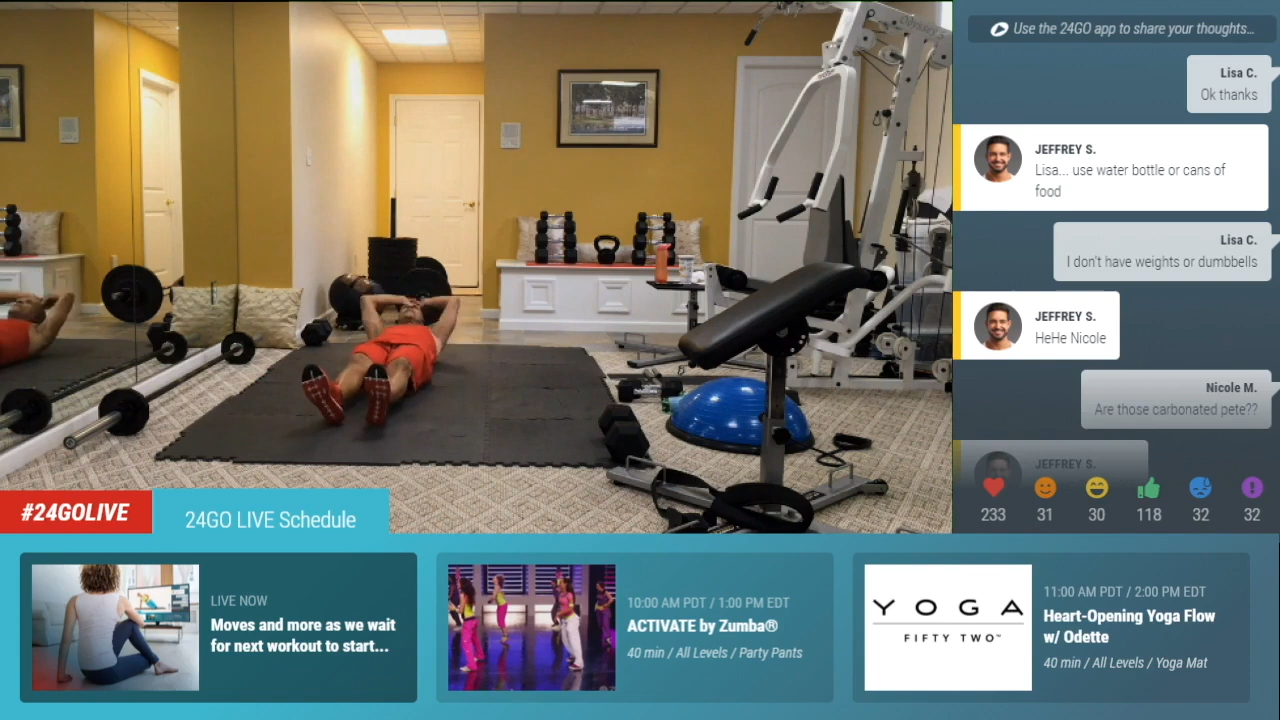 Use the 24GO app to share your thoughts...
Lisa C.
Ok thanks
JEFFREY S.
Lisa... use water bottle or cans of
food
Lisa C.
I don't have weights or dumbbells
JEFFREY S.
HeHe Nicole
Nicole M.
Are those carbonated pete??
JEFFREY S.
233
31
30
118
32
32
#24GOLIVE
24GO LIVE Schedule
LIVE NOW
Moves and more as we wait
for next workout to start...
10:00 AM PDT / 1:00 PM EDT
ACTIVATE by Zumba®
40 min / All Levels / Party Pants
YOGA
FIFTY TWO™
11:00 AM PDT / 2:00 PM EDT
Heart-Opening Yoga Flow
w/ Odette
40 min / All Levels / Yoga Mat